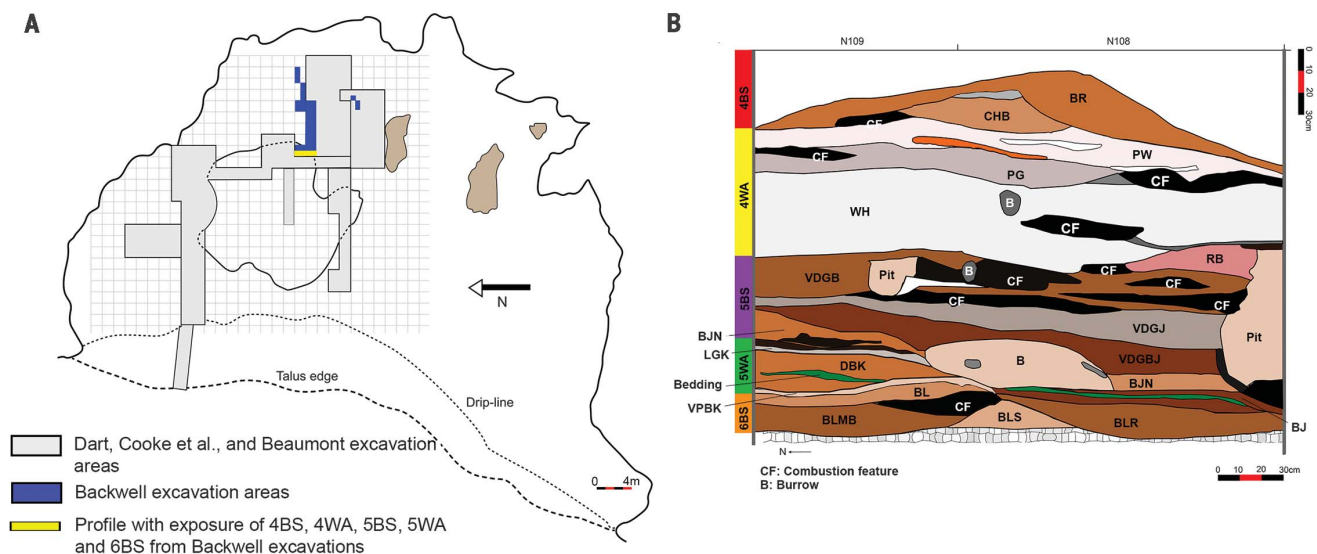 A
N
Talus edge
Drip-line
0 4m
Dart, Cooke et al., and Beaumont excavation
areas
Backwell excavation areas
Profile with exposure of 4BS, 4WA, 5BS, 5WA
and 6BS from Backwell excavations
B
N109 N108
0
10
20
30cm
4BS
BR
CHB
CF
4WA
PW
CF
PG
CF
B
WH
CF
RB
5BS
VDGB
Pit
B
CF
CF
CF
CF
CF
VDGJ
Pit
BJN
VDGBJ
LGK
5WA
DBK
B
BJN
Bedding
VPBK
BL
CF
BJ
6BS
BLMB
BLS
BLR
N
CF: Combustion feature
B: Burrow
0 10 20 30cm